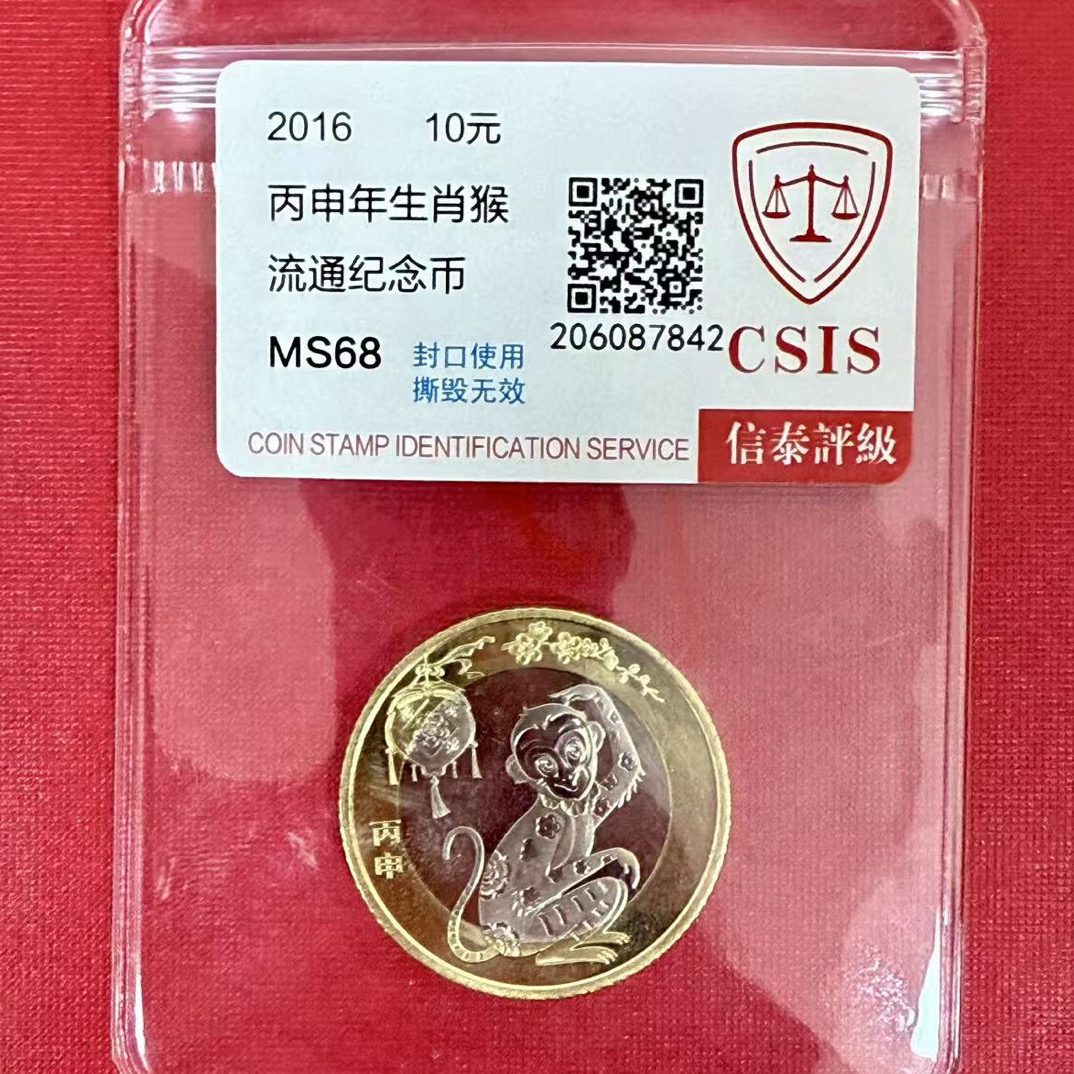 2016 10元
丙申年生肖猴
流通纪念币
MS68
封口使用
撕毁无效
206087842
CSIS
COIN STAMP IDENTIFICATION SERVICE
信泰評級
丙申